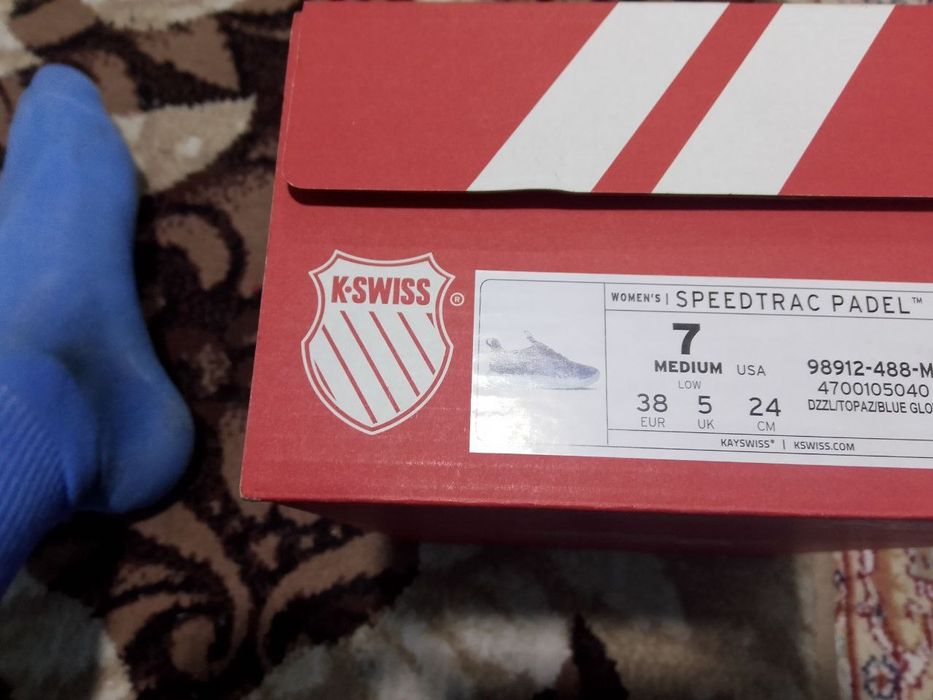 K·SWISS ®
WOMEN'S | SPEEDTRAC PADEL™
7
MEDIUM USA
LOW
98912-488-M
4700105040
DZZL/TOPAZ/BLUE
38 5 24
EUR UK CM
KAYSWISS® | KSWISS.COM